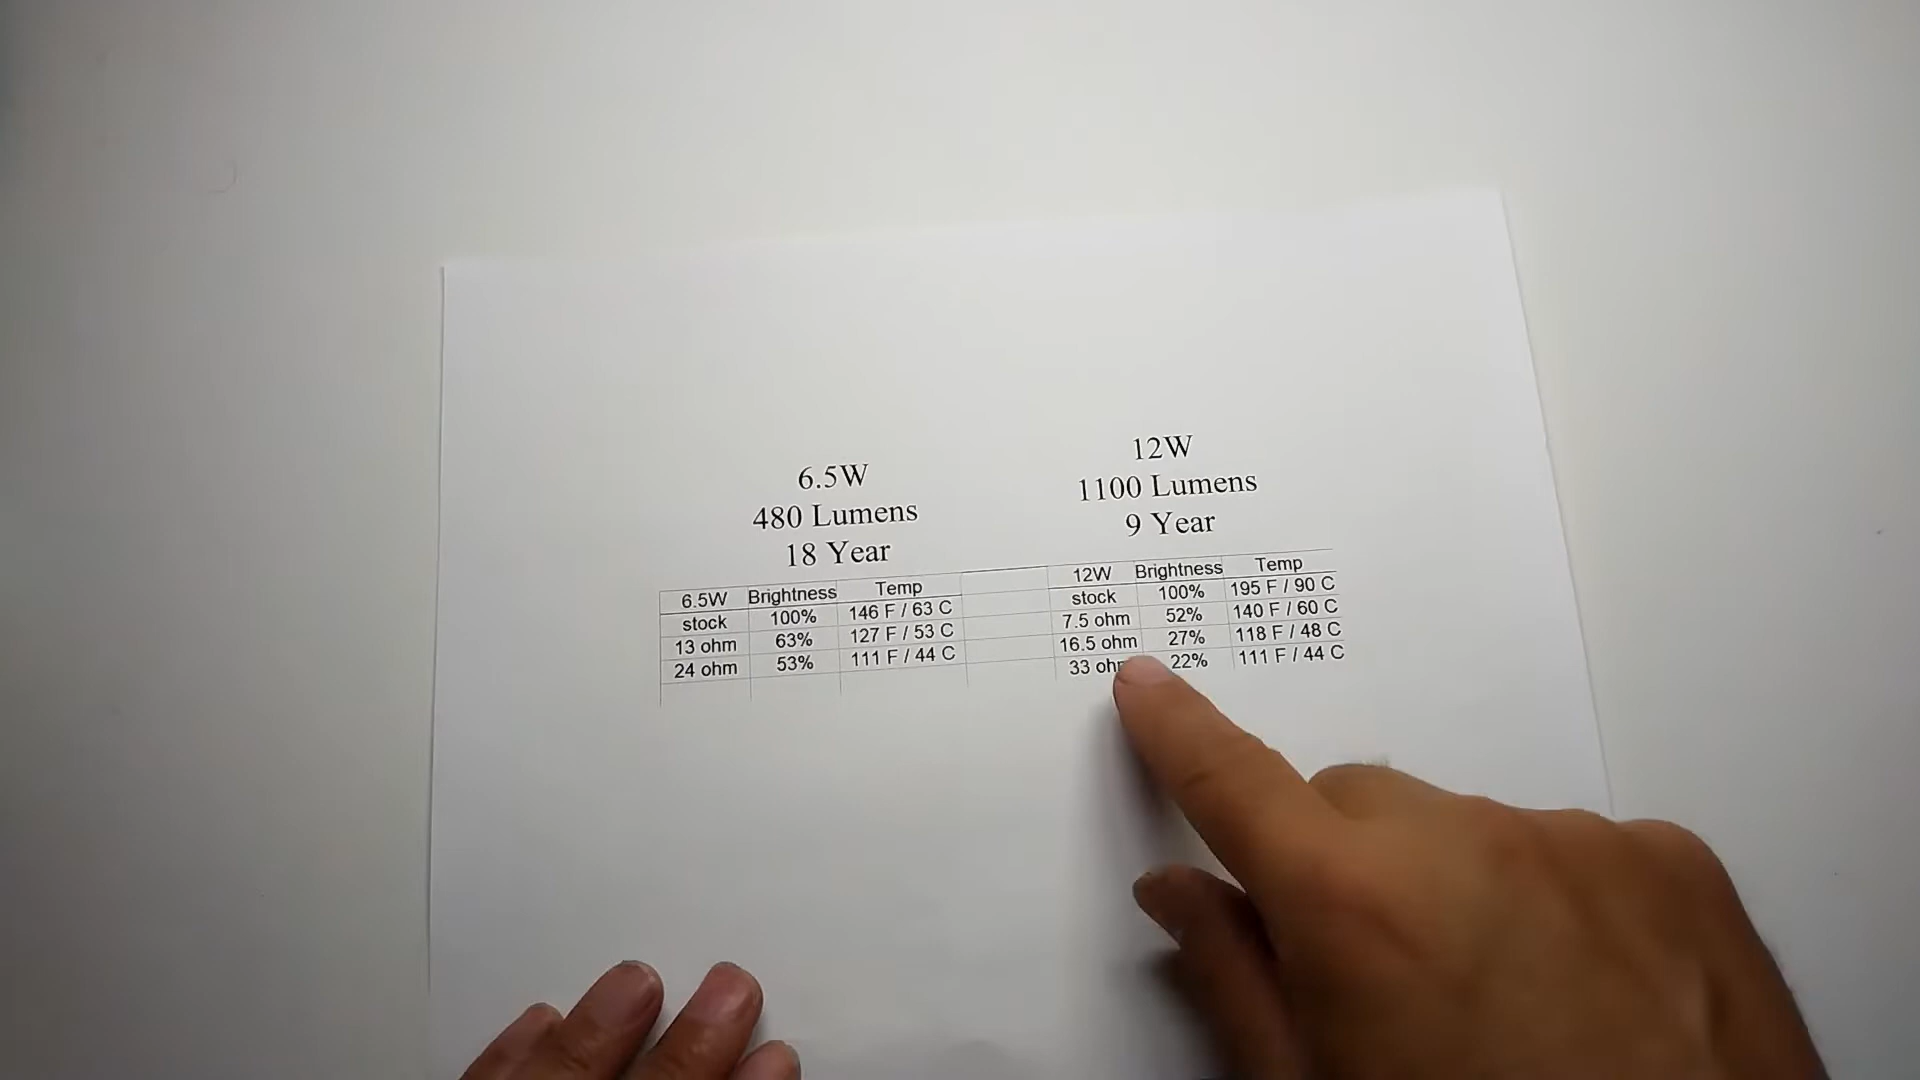 6.5W
480 Lumens
18 Year
6.5W Brightness Temp
stock 100% 146 F / 63 C
13 ohm 63% 127 F / 53 C
24 ohm 53% 111 F / 44 C
12W
1100 Lumens
9 Year
12W Brightness Temp
stock 100% 195 F / 90 C
7.5 ohm 52% 140 F / 60 C
16.5 ohm 27% 118 F / 48 C
33 ohm 22% 111 F / 44 C